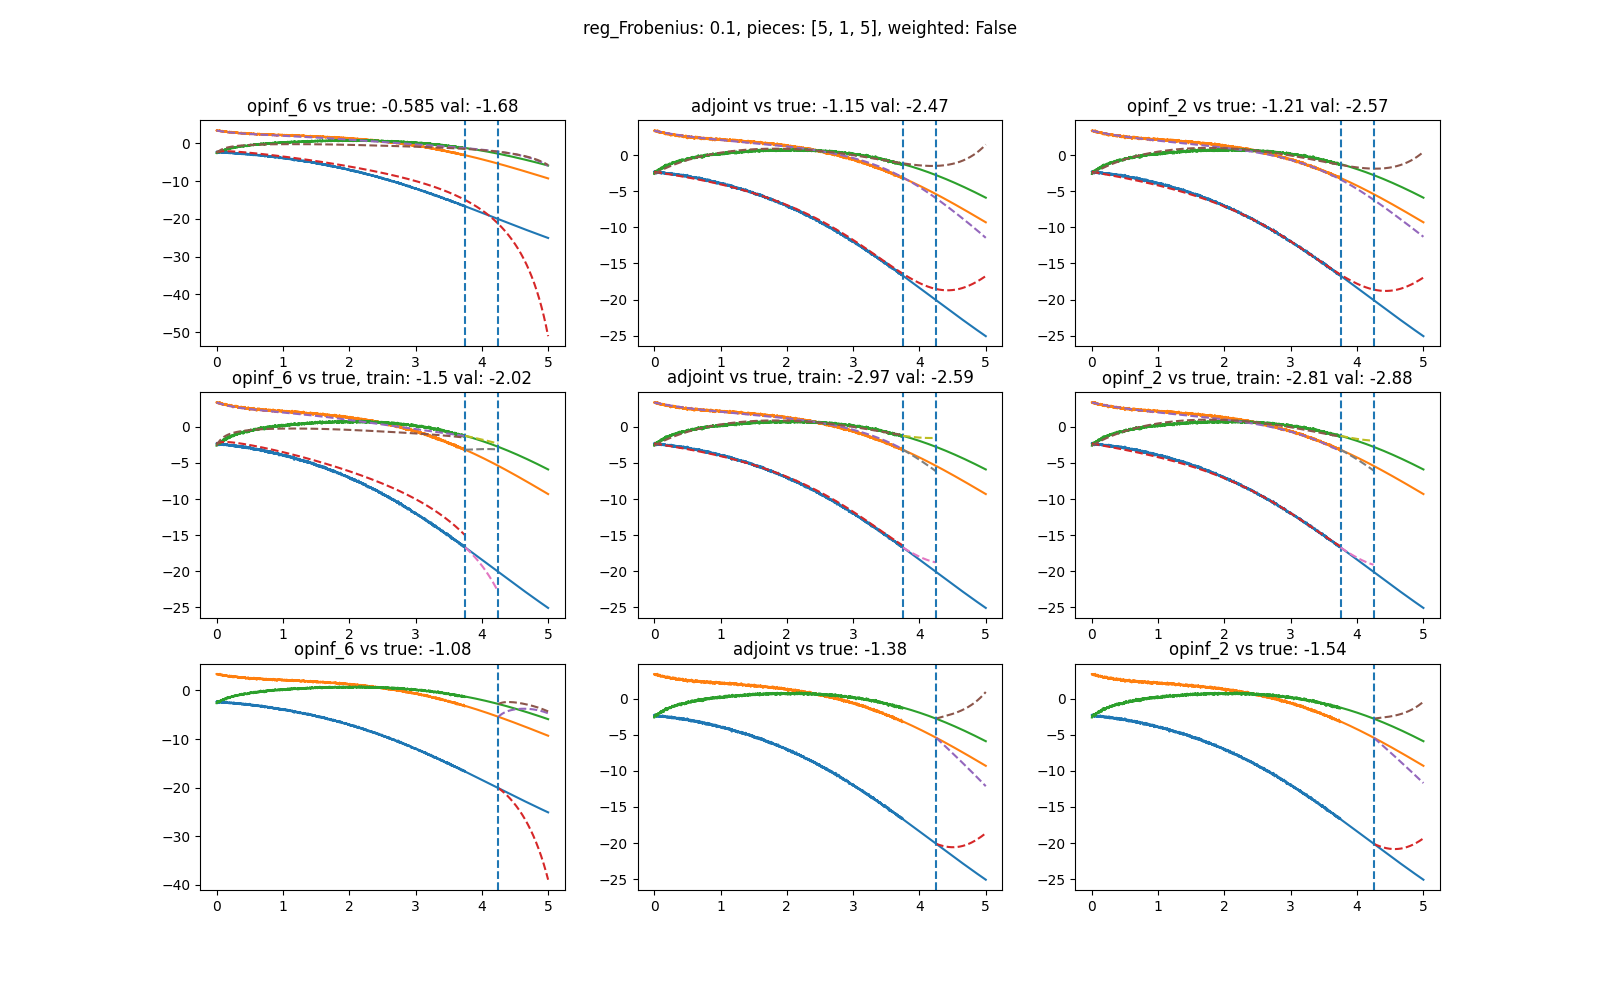 reg_Frobenius: 0.1, pieces: [5, 1, 5], weighted: False
opinf_6 vs true: -0.585 val: -1.68
adjoint vs true: -1.15 val: -2.47
opinf_2 vs true: -1.21 val: -2.57
0
−10
−20
−30
−40
−50
0 1 2 3 4 5
0
−5
−10
−15
−20
−25
0 1 2 3 4 5
0
−5
−10
−15
−20
−25
0 1 2 3 4 5
opinf_6 vs true, train: -1.5 val: -2.02
adjoint vs true, train: -2.97 val: -2.59
opinf_2 vs true, train: -2.81 val: -2.88
0
−5
−10
−15
−20
−25
0 1 2 3 4 5
0
−5
−10
−15
−20
−25
0 1 2 3 4 5
0
−5
−10
−15
−20
−25
0 1 2 3 4 5
opinf_6 vs true: -1.08
adjoint vs true: -1.38
opinf_2 vs true: -1.54
0
−10
−20
−30
−40
0 1 2 3 4 5
0
−5
−10
−15
−20
−25
0 1 2 3 4 5
0
−5
−10
−15
−20
−25
0 1 2 3 4 5